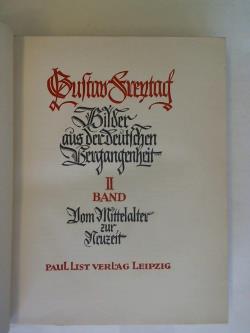 Gustav Freytag
Bilder
aus der deutschen
Vergangenheit
II
BAND
Vom Mittelalter
zur
Neuzeit
PAUL LIST VERLAG LEIPZIG